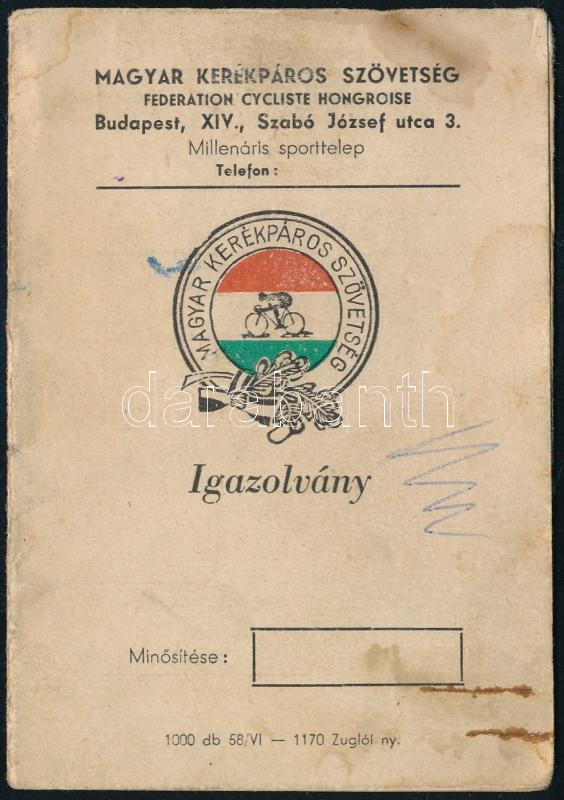 MAGYAR KERÉKPÁROS SZÖVETSÉG
FEDERATION CYCLISTE HONGROISE
Budapest, XIV., Szabó József utca 3.
Millenáris sporttelep
Telefon :
MAGYAR KERÉKPÁROS SZÖVETSÉG
darabanth
Igazolvány
Minősítése :
1000 db 58/VI — 1170 Zuglói ny.